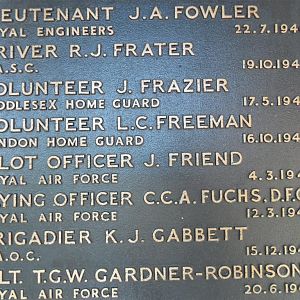 IEUTENANT J.A.FOWLER
YAL ENGINEERS 22.7.194
RIVER R.J. FRATER
A.S.C. 19.10.194
OLUNTEER J. FRAZIER
DDLESEX HOME GUARD 17.5.194
OLUNTEER L.C.FREEMAN
NDON HOME GUARD 16.10.194
LOT OFFICER J. FRIEND
YAL AIR FORCE 4.3.194
YING OFFICER C.C.A.FUCHS,D.F.C
YAL AIR FORCE 12.3.194
RIGADIER K.J. GABBETT
A.O.C. 15.12.194
LT. T.G.W. GARDNER-ROBINSON
YAL AIR FORCE 20.6.194